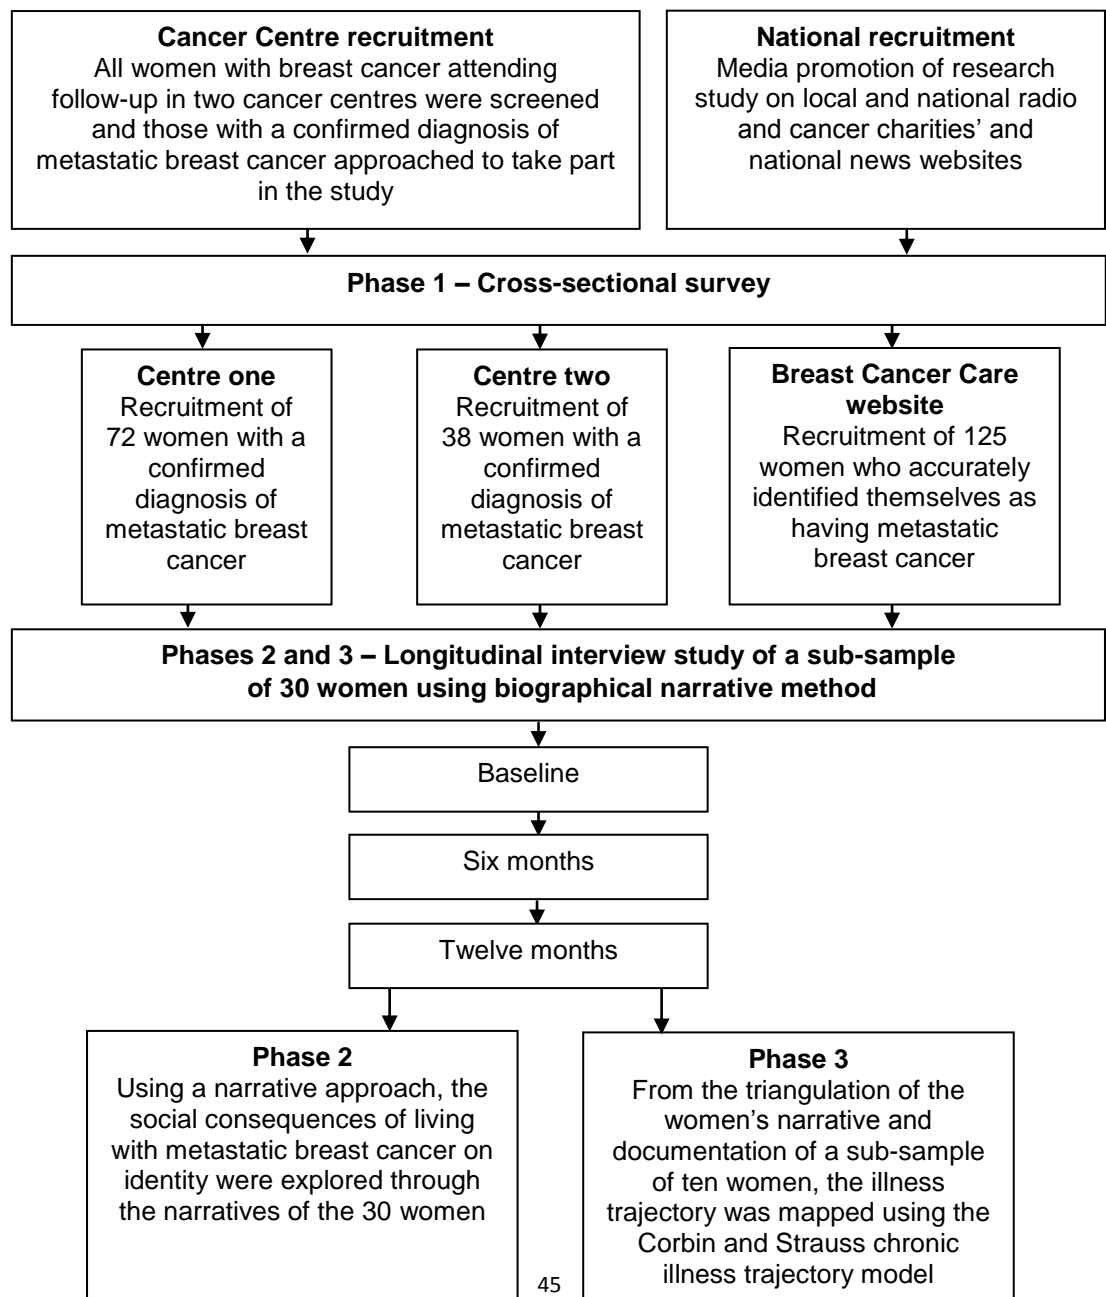 Cancer Centre recruitment
All women with breast cancer attending
follow-up in two cancer centres were screened
and those with a confirmed diagnosis of
metastatic breast cancer approached to take part
in the study
National recruitment
Media promotion of research
study on local and national radio
and cancer charities’ and
national news websites
Phase 1 – Cross-sectional survey
Centre one
Recruitment of
72 women with a
confirmed
diagnosis of
metastatic breast
cancer
Centre two
Recruitment of
38 women with a
confirmed
diagnosis of
metastatic breast
cancer
Breast Cancer Care
website
Recruitment of 125
women who accurately
identified themselves as
having metastatic
breast cancer
Phases 2 and 3 – Longitudinal interview study of a sub-sample
of 30 women using biographical narrative method
Baseline
Six months
Twelve months
Phase 2
Using a narrative approach, the
social consequences of living
with metastatic breast cancer on
identity were explored through
the narratives of the 30 women
Phase 3
From the triangulation of the
women’s narrative and
documentation of a sub-sample
of ten women, the illness
trajectory was mapped using the
Corbin and Strauss chronic
illness trajectory model
45